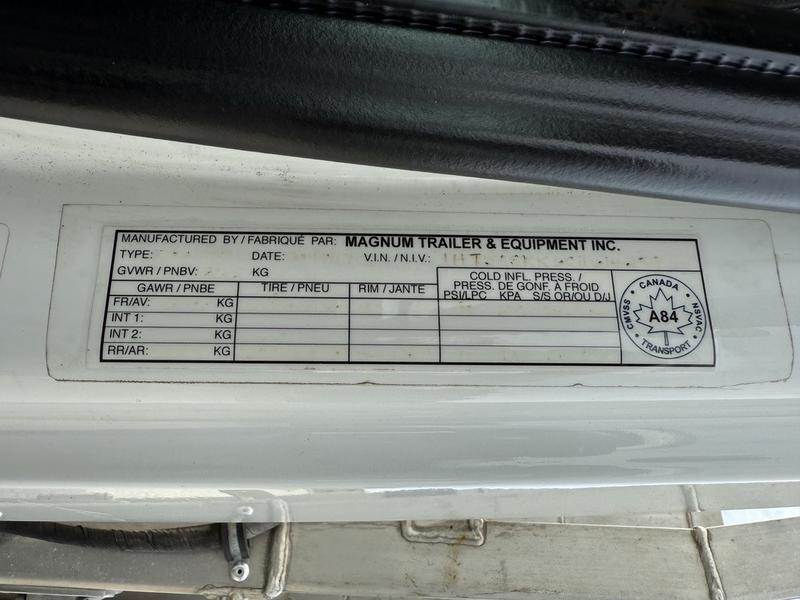 MANUFACTURED BY / FABRIQUÉ PAR: MAGNUM TRAILER & EQUIPMENT INC.
TYPE: DATE: V.I.N. / N.I.V.:
GVWR / PNBV: KG
COLD INFL. PRESS. /
PRESS. DE GONF. À FROID
PSI/LPC KPA S/S OR/OU D/J
GAWR / PNBE TIRE / PNEU RIM / JANTE
FR/AV: KG
INT 1: KG
INT 2: KG
RR/AR: KG
CANADA
CMVSS A84 NSVAC
TRANSPORT